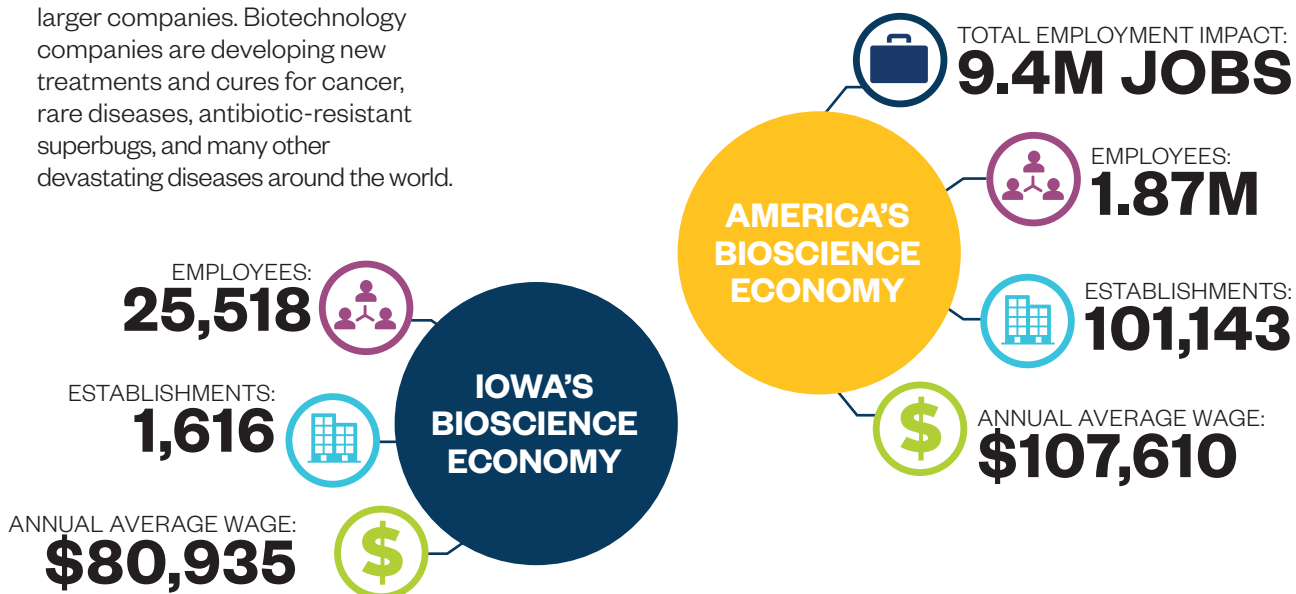 larger companies. Biotechnology
companies are developing new
treatments and cures for cancer,
rare diseases, antibiotic-resistant
superbugs, and many other
devastating diseases around the world.
EMPLOYEES:
25,518
ESTABLISHMENTS:
1,616
ANNUAL AVERAGE WAGE:
$80,935
IOWA'S
BIOSCIENCE
ECONOMY
AMERICA'S
BIOSCIENCE
ECONOMY
TOTAL EMPLOYMENT IMPACT:
9.4M JOBS
EMPLOYEES:
1.87M
ESTABLISHMENTS:
101,143
ANNUAL AVERAGE WAGE:
$107,610